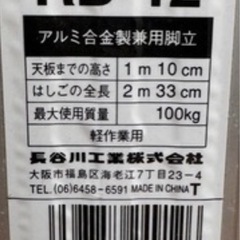 アルミ合金製兼用脚立
天板までの高さ 1m10cm
はしごの全長 2m33cm
最大使用質量 100kg
軽作業用
長谷川工業株式会社
大阪市福島区海老江7丁目23-4
TEL.(06)6458-6591 MADE IN CHINA T